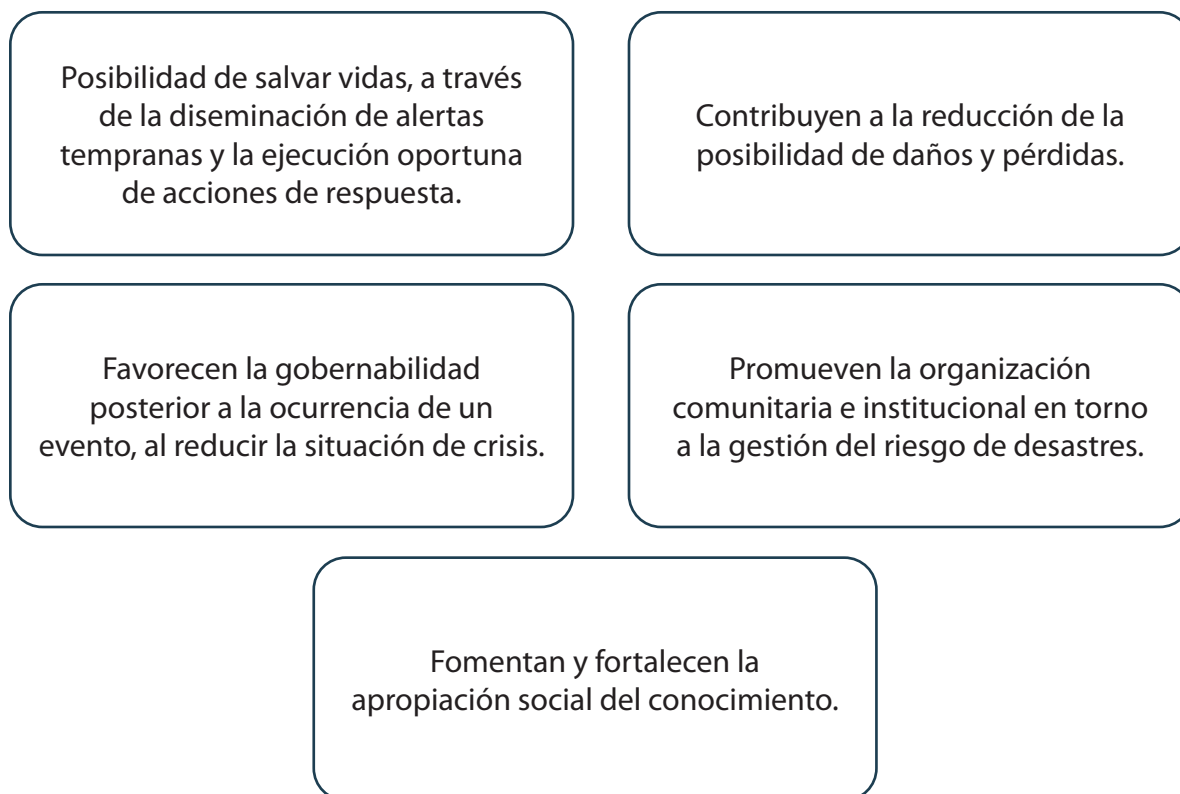 Posibilidad de salvar vidas, a través
de la diseminación de alertas
tempranas y la ejecución oportuna
de acciones de respuesta.
Contribuyen a la reducción de la
posibilidad de daños y pérdidas.
Favorecen la gobernabilidad
posterior a la ocurrencia de un
evento, al reducir la situación de crisis.
Promueven la organización
comunitaria e institucional en torno
a la gestión del riesgo de desastres.
Fomentan y fortalecen la
apropiación social del conocimiento.